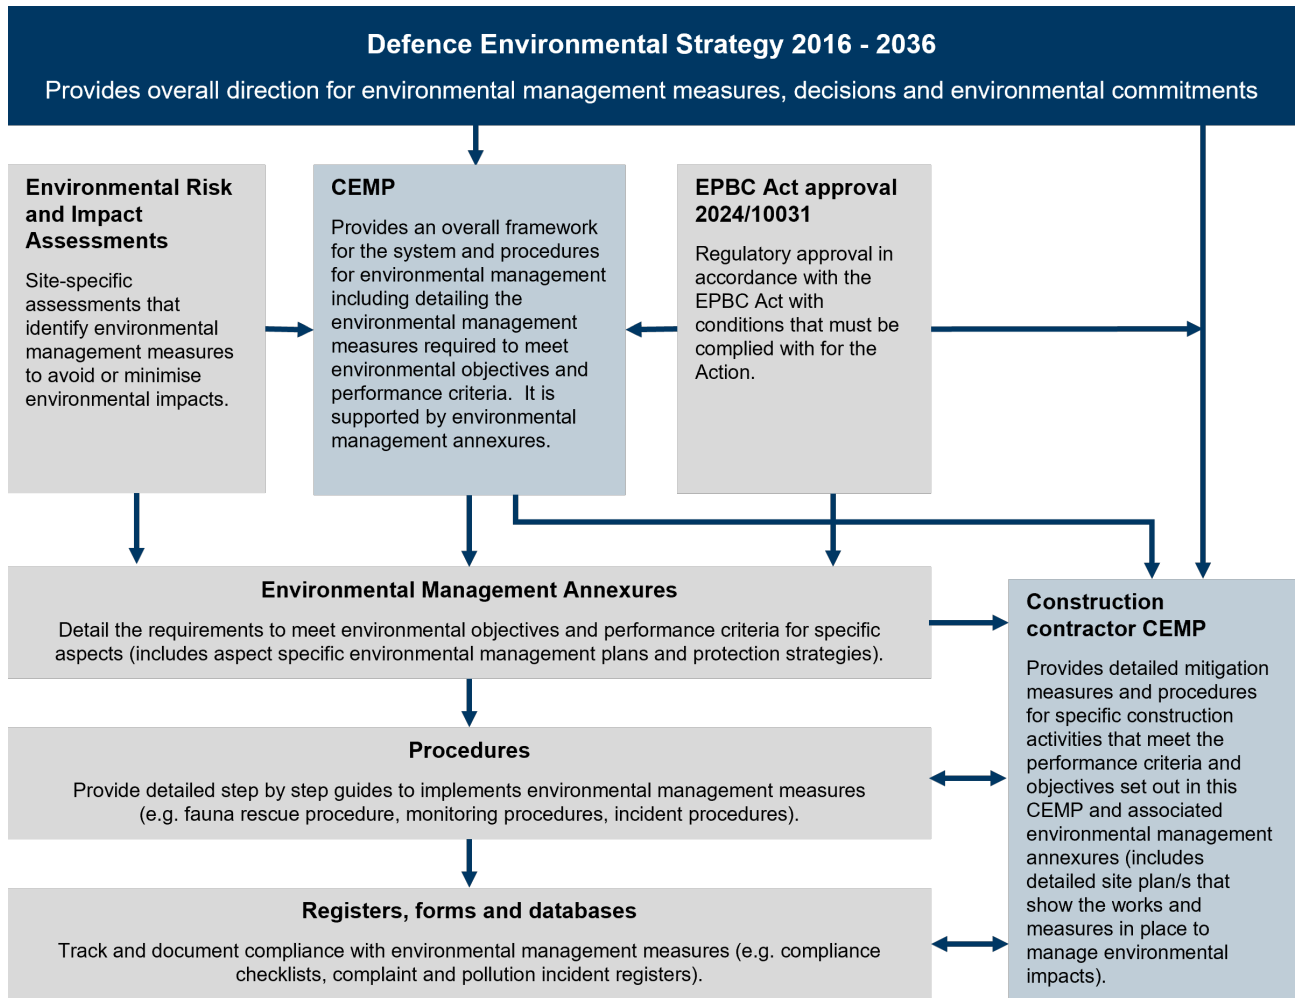 Defence Environmental Strategy 2016 - 2036
Provides overall direction for environmental management measures, decisions and environmental commitments
Environmental Risk
and Impact
Assessments
Site-specific
assessments that
identify environmental
management measures
to avoid or minimise
environmental impacts.
CEMP
Provides an overall framework
for the system and procedures
for environmental management
including detailing the
environmental management
measures required to meet
environmental objectives and
performance criteria.  It is
supported by environmental
management annexures.
EPBC Act approval
2024/10031
Regulatory approval in
accordance with the
EPBC Act with
conditions that must be
complied with for the
Action.
Environmental Management Annexures
Detail the requirements to meet environmental objectives and performance criteria for specific
aspects (includes aspect specific environmental management plans and protection strategies).
Procedures
Provide detailed step by step guides to implements environmental management measures
(e.g. fauna rescue procedure, monitoring procedures, incident procedures).
Registers, forms and databases
Track and document compliance with environmental management measures (e.g. compliance
checklists, complaint and pollution incident registers).
Construction
contractor CEMP
Provides detailed mitigation
measures and procedures
for specific construction
activities that meet the
performance criteria and
objectives set out in this
CEMP and associated
environmental management
annexures (includes
detailed site plan/s that
show the works and
measures in place to
manage environmental
impacts).